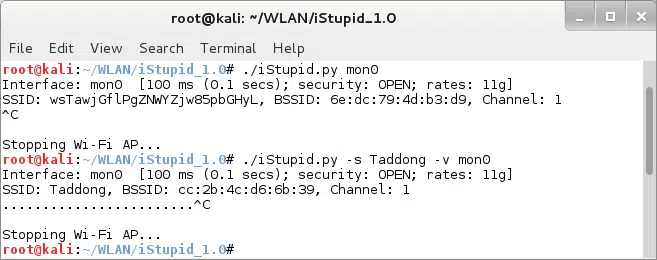 root@kali: ~/WLAN/iStupid_1.0
File Edit View Search Terminal Help
root@kali:~/WLAN/iStupid_1.0# ./iStupid.py mon0
Interface: mon0  [100 ms (0.1 secs); security: OPEN; rates: 11g]
SSID: wsTawjGflPgZNWYZjw85pbGHyL, BSSID: 6e:dc:79:4d:b3:d9, Channel: 1
^C
Stopping Wi-Fi AP...
root@kali:~/WLAN/iStupid_1.0# ./iStupid.py -s Taddong -v mon0
Interface: mon0  [100 ms (0.1 secs); security: OPEN; rates: 11g]
SSID: Taddong, BSSID: cc:2b:4c:d6:6b:39, Channel: 1
........................^C
Stopping Wi-Fi AP...
root@kali:~/WLAN/iStupid_1.0#